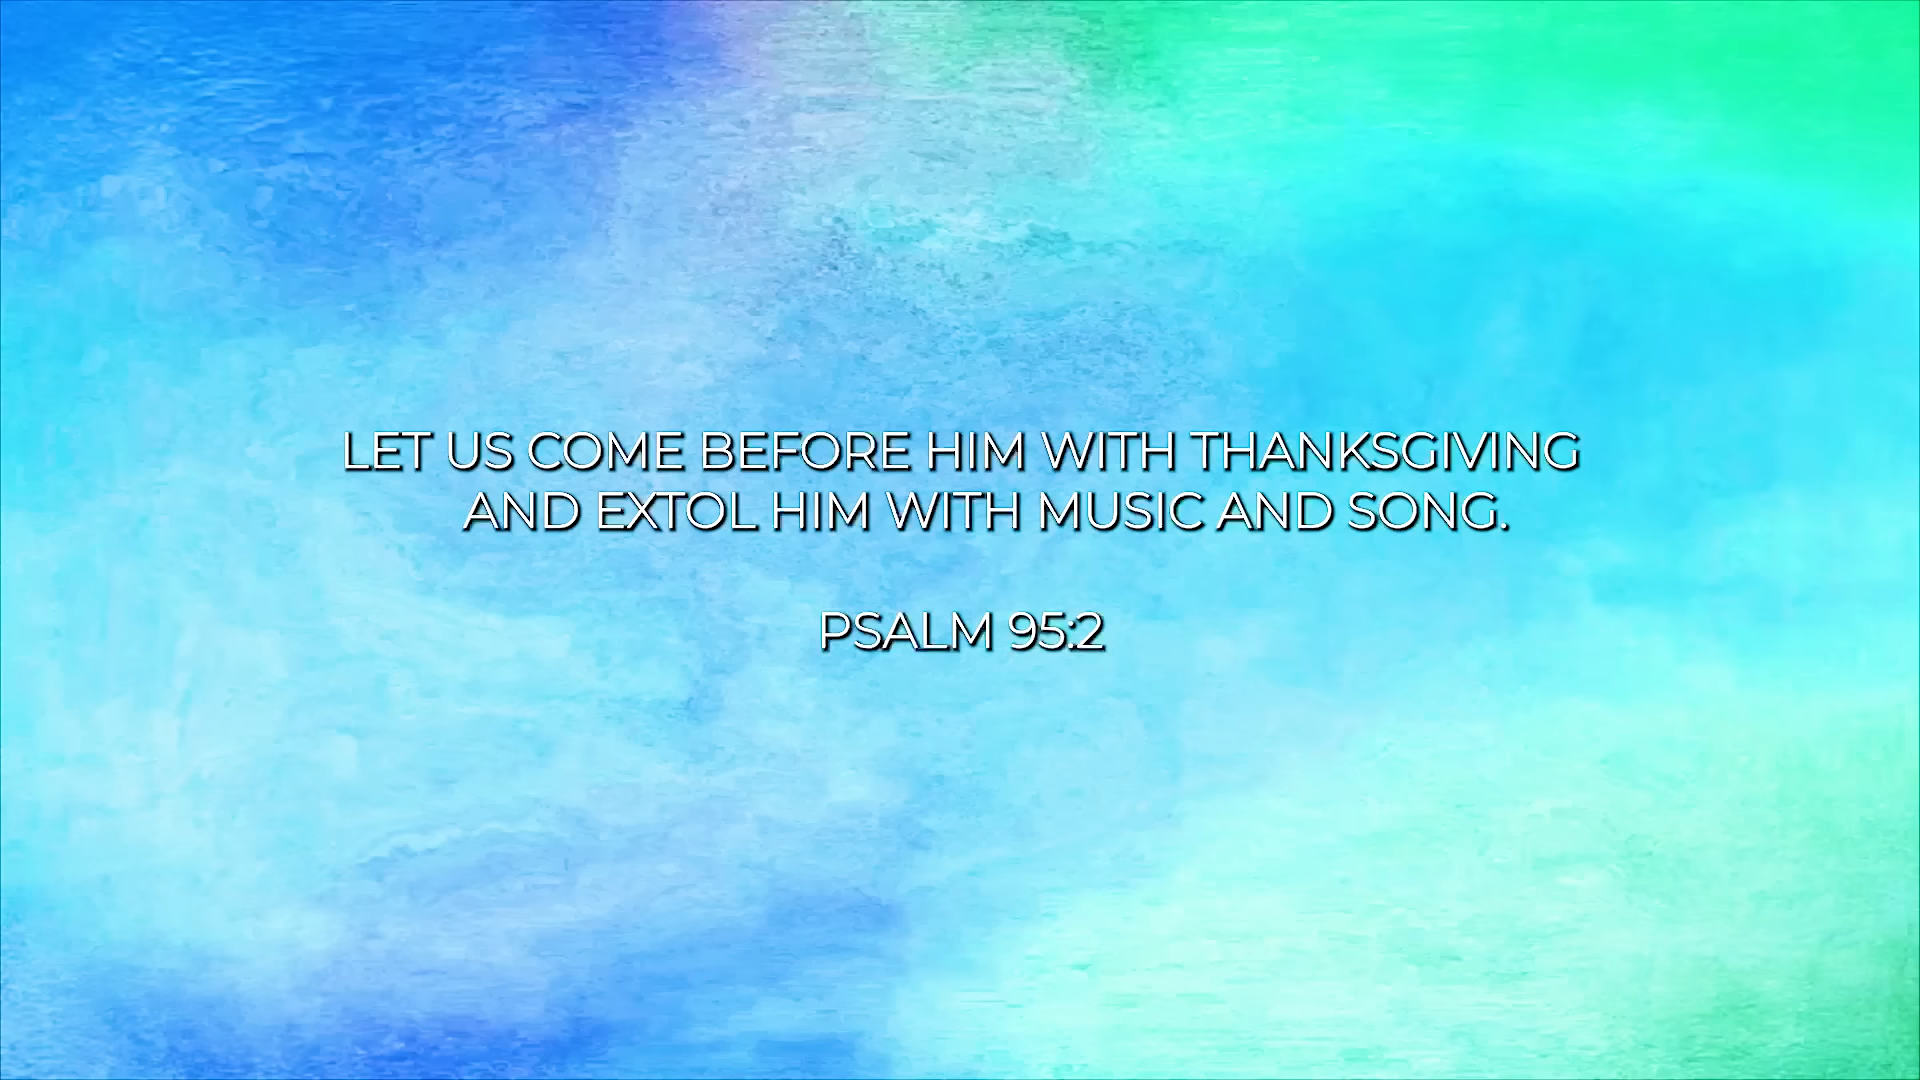 LET US COME BEFORE HIM WITH THANKSGIVING
AND EXTOL HIM WITH MUSIC AND SONG.
PSALM 95:2